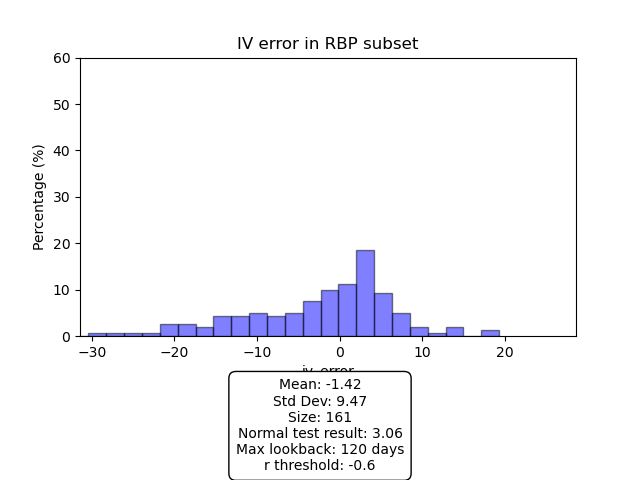 IV error in RBP subset
60
50
40
30
20
10
0
Percentage (%)
−30
−20
−10
0
10
20
iv_error
Mean: -1.42
Std Dev: 9.47
Size: 161
Normal test result: 3.06
Max lookback: 120 days
r threshold: -0.6